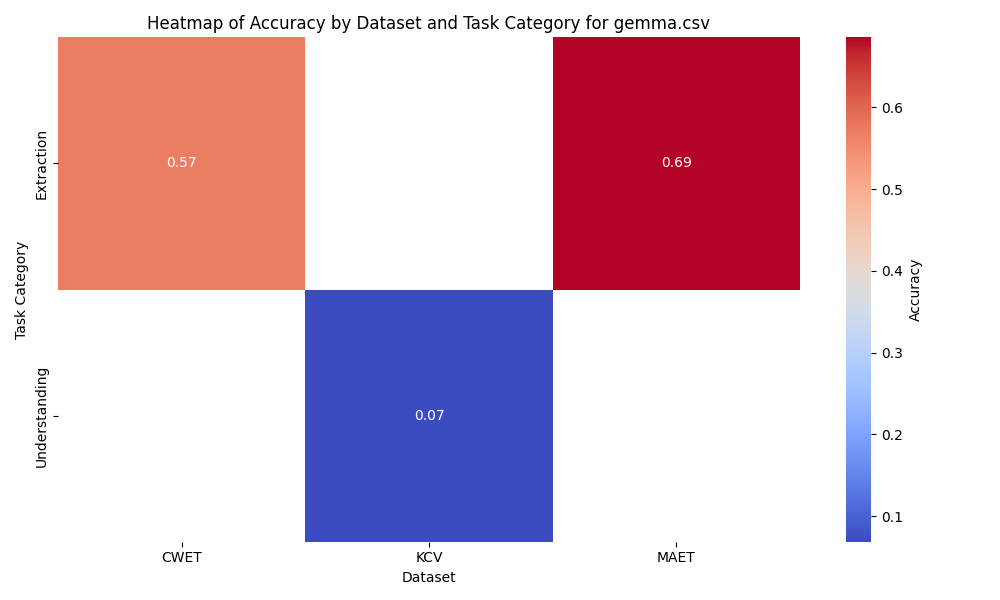 Heatmap of Accuracy by Dataset and Task Category for gemma.csv
Task Category
Extraction
Understanding
0.57
0.69
0.07
CWET
KCV
MAET
Dataset
0.6
0.5
0.4
0.3
0.2
0.1
Accuracy